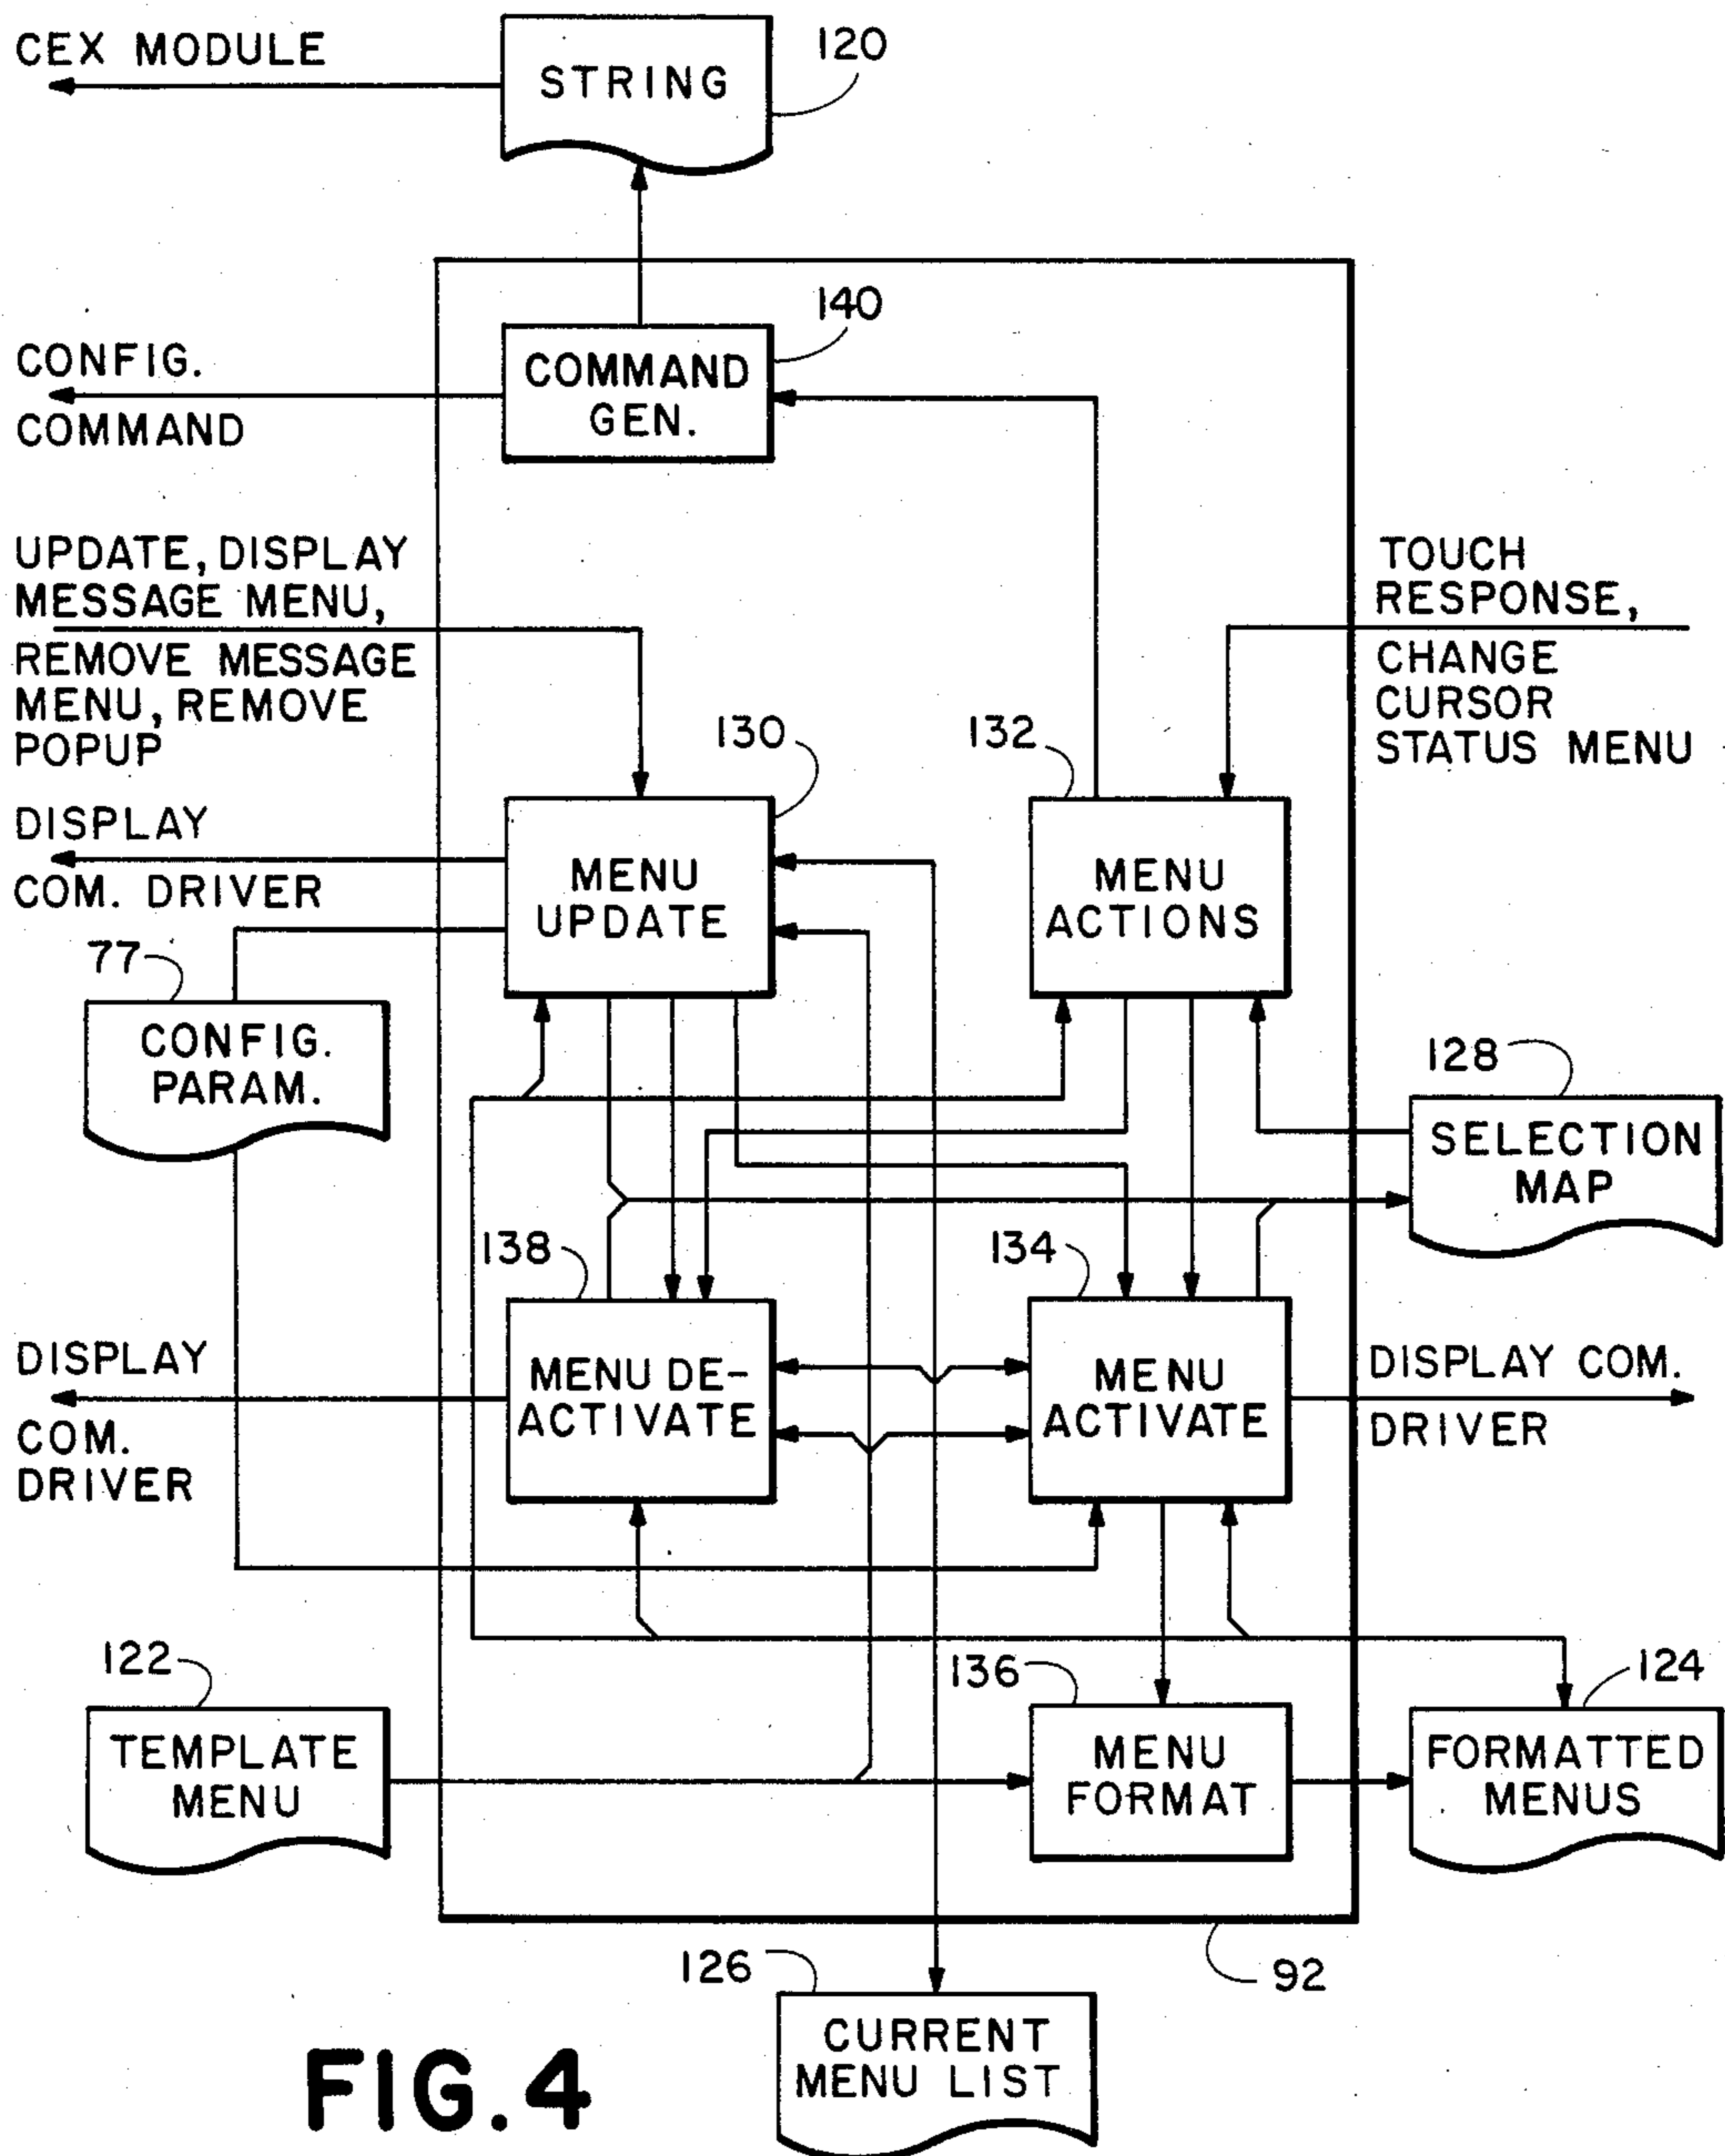 CEX MODULE
STRING
120
140
CONFIG.
COMMAND
COMMAND
GEN.
UPDATE, DISPLAY
MESSAGE MENU,
REMOVE MESSAGE
MENU, REMOVE
POPUP
TOUCH
RESPONSE,
CHANGE
CURSOR
STATUS MENU
130
132
DISPLAY
COM. DRIVER
MENU
UPDATE
MENU
ACTIONS
77
CONFIG.
PARAM.
128
SELECTION
MAP
138
134
DISPLAY
COM.
DRIVER
MENU DE-
ACTIVATE
MENU
ACTIVATE
DISPLAY COM.
DRIVER
122
TEMPLATE
MENU
136
MENU
FORMAT
124
FORMATTED
MENUS
92
126
CURRENT
MENU LIST
FIG.4